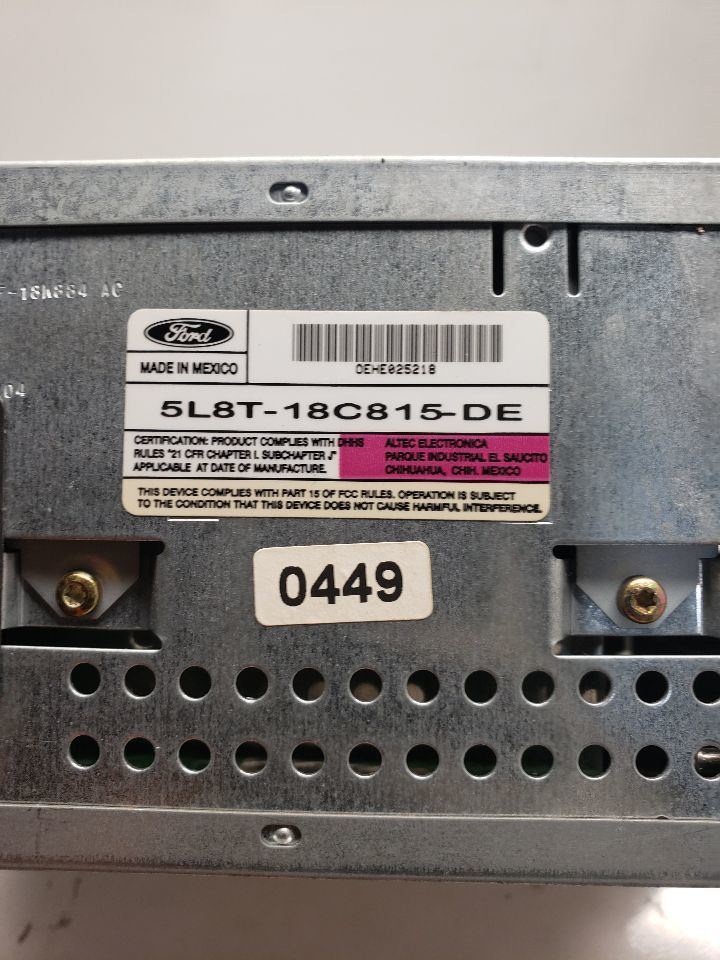 -18K884 AC
Ford
MADE IN MEXICO
OEHE025218
04
5L8T-18C815-DE
CERTIFICATION: PRODUCT COMPLIES WITH DHHS
RULES "21 CFR CHAPTER I. SUBCHAPTER J"
APPLICABLE AT DATE OF MANUFACTURE.
ALTEC ELECTRONICA
PARQUE INDUSTRIAL EL SAUCITO
CHIHUAHUA, CHIH. MEXICO
THIS DEVICE COMPLIES WITH PART 15 OF FCC RULES. OPERATION IS SUBJECT
TO THE CONDITION THAT THIS DEVICE DOES NOT CAUSE HARMFUL INTERFERENCE.
0449